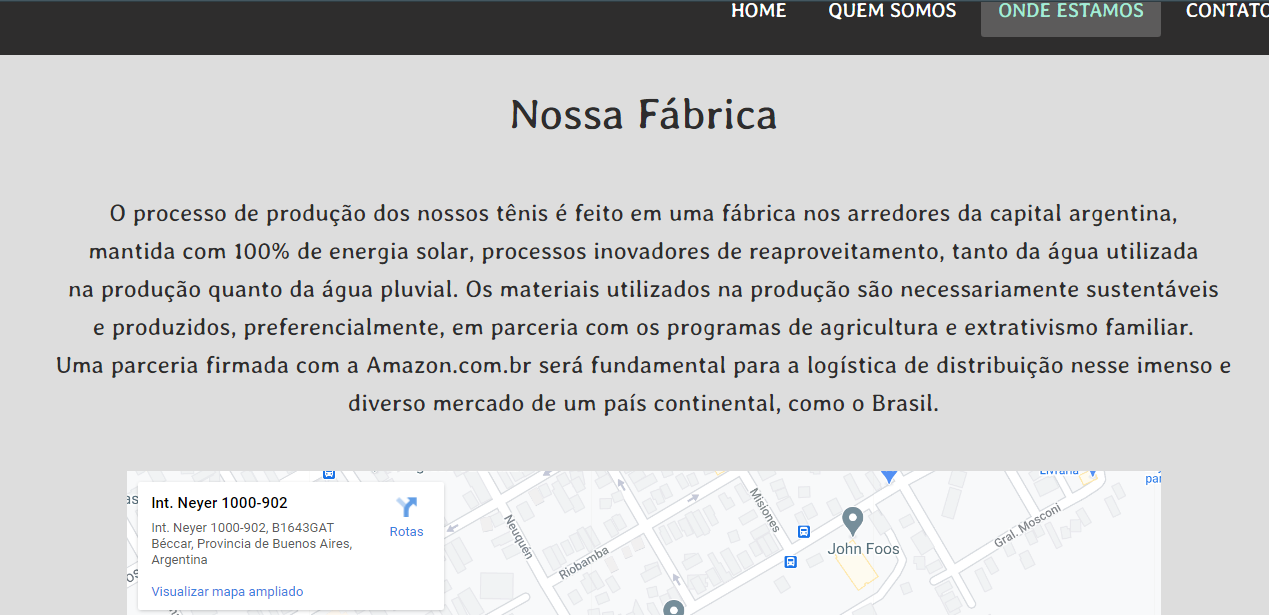 HOME QUEM SOMOS ONDE ESTAMOS CONTATO
Nossa Fábrica
O processo de produção dos nossos tênis é feito em uma fábrica nos arredores da capital argentina,
mantida com 100% de energia solar, processos inovadores de reaproveitamento, tanto da água utilizada
na produção quanto da água pluvial. Os materiais utilizados na produção são necessariamente sustentáveis
e produzidos, preferencialmente, em parceria com os programas de agricultura e extrativismo familiar.
Uma parceria firmada com a Amazon.com.br será fundamental para a logística de distribuição nesse imenso e
diverso mercado de um país continental, como o Brasil.
Int. Neyer 1000-902
Int. Neyer 1000-902, B1643GAT
Béccar, Provincia de Buenos Aires,
Argentina
Rotas
Visualizar mapa ampliado
Neuquén
Riobamba
Misiones
John Foos
Gral. Mosconi
Livraria
par